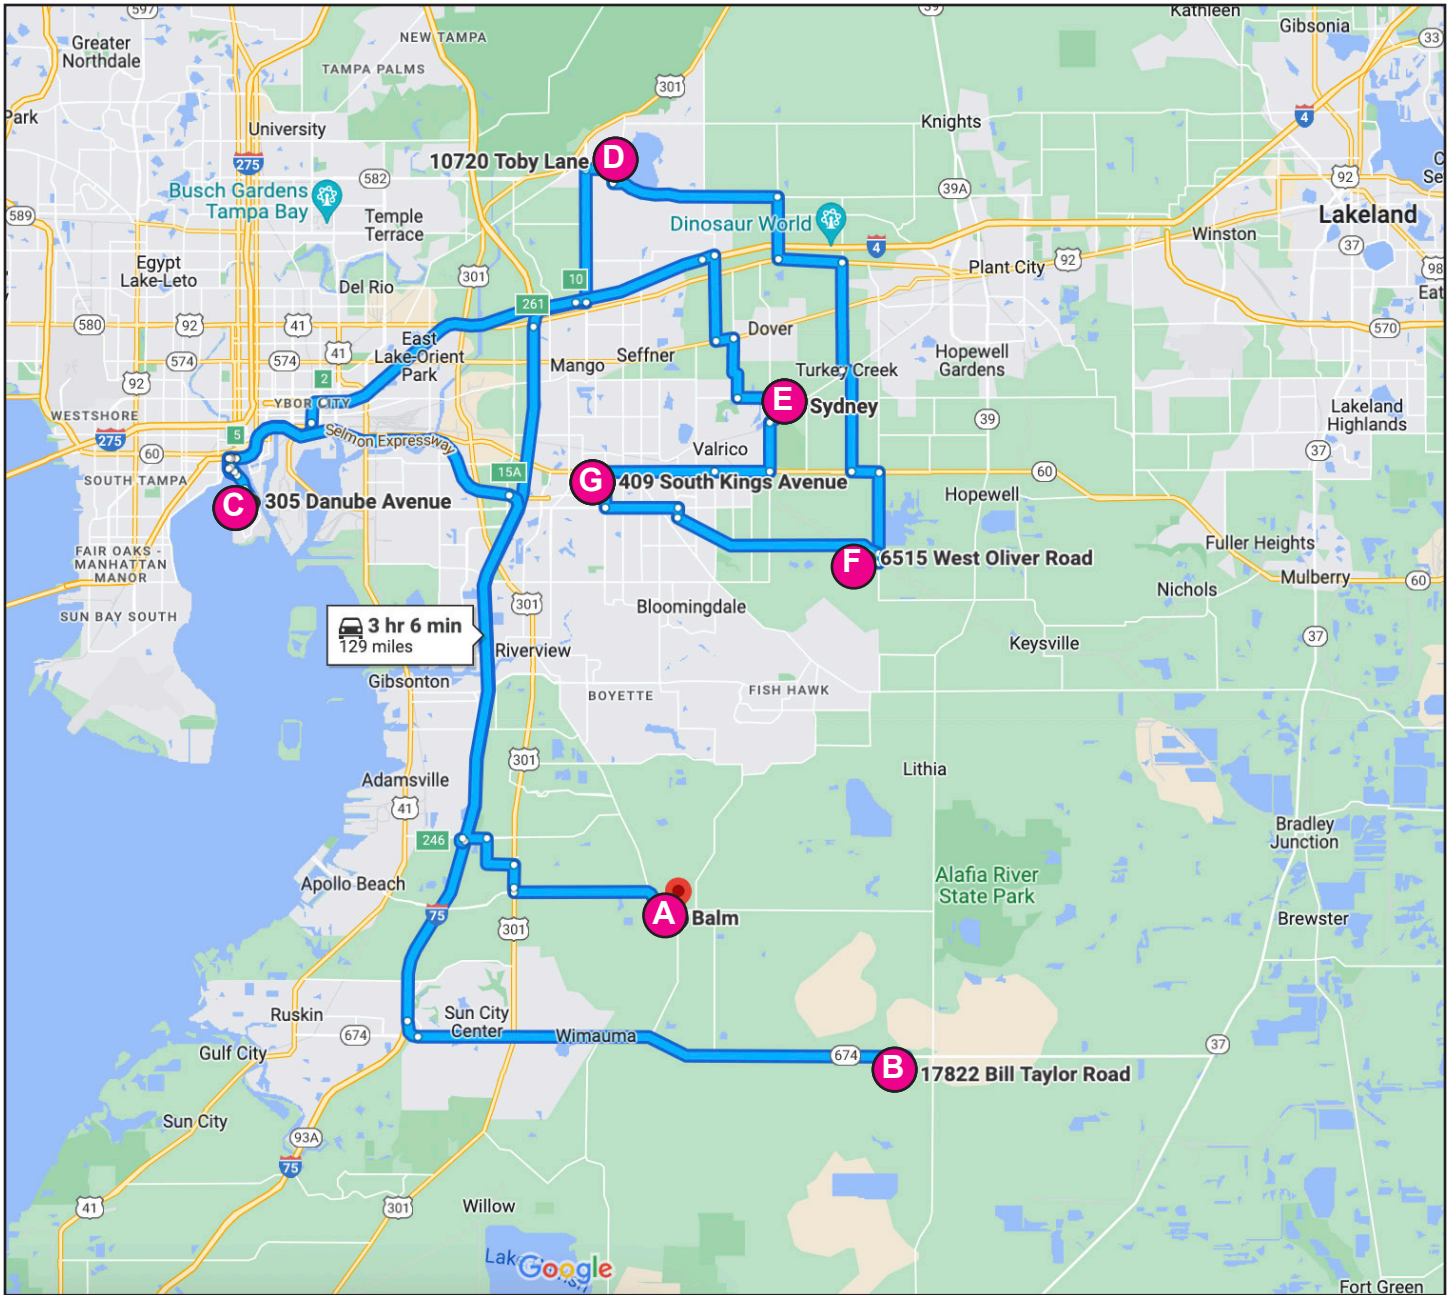 597
39
Kathleen
Gibsonia
33
Greater
Northdale
NEW TAMPA
TAMPA PALMS
301
4
Park
University
Knights
275
10720 Toby Lane
D
582
92
39A
Busch Gardens
Tampa Bay
589
Temple
Terrace
Dinosaur World
Lakeland
Winston
37
4
Egypt
Lake-Leto
301
10
Plant City
92
98
Del Rio
261
580
92
41
Dover
570
East
Lake-Orient
Park
574
574
41
Mango
Seffner
Hopewell
Gardens
92
2
Turkey Creek
E
Sydney
WESTSHORE
YBOR CITY
39
Lakeland
Highlands
275
5
Selmon Expressway
60
Valrico
37
SOUTH TAMPA
15A
G
409 South Kings Avenue
60
C
305 Danube Avenue
Hopewell
FAIR OAKS -
MANHATTAN
MANOR
F
6515 West Oliver Road
Fuller Heights
Mulberry
60
Nichols
SUN BAY SOUTH
301
Bloomingdale
3 hr 6 min
129 miles
Riverview
Keysville
37
Gibsonton
BOYETTE
FISH HAWK
301
Lithia
Adamsville
41
246
Bradley
Junction
Apollo Beach
Alafia River
State Park
75
A
Balm
Brewster
301
Ruskin
Sun City
Center
674
Wimauma
37
Gulf City
674
B
17822 Bill Taylor Road
Sun City
93A
75
41
301
Willow
Lake
Google
Fort Green